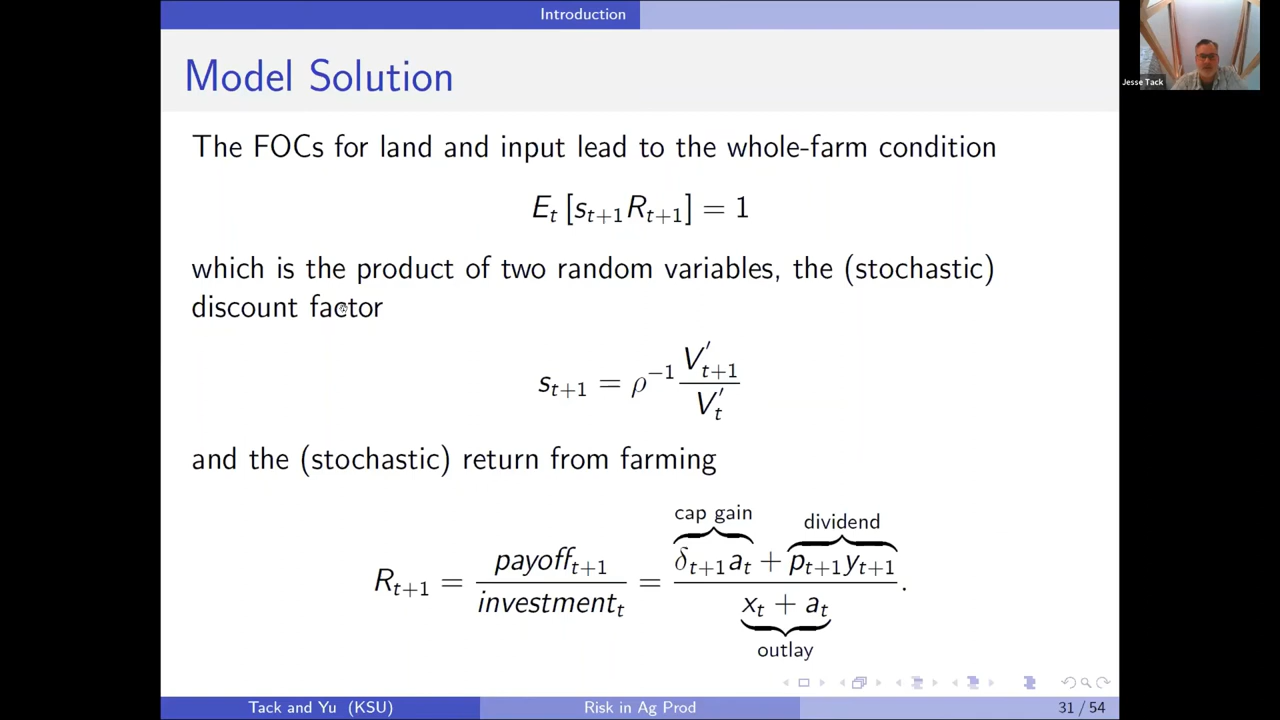 Introduction
Jesse Tack
Model Solution
The FOCs for land and input lead to the whole-farm condition
E_t [s_{t+1}R_{t+1}] = 1
which is the product of two random variables, the (stochastic)
discount factor
s_{t+1} = ρ^{−1} V′_{t+1} / V′_t
and the (stochastic) return from farming
cap gain dividend
R_{t+1} = payoff_{t+1} / investment_t = (δ_{t+1}a_t + p_{t+1}y_{t+1}) / (x_t + a_t).
outlay
Tack and Yu (KSU) Risk in Ag Prod 31 / 54